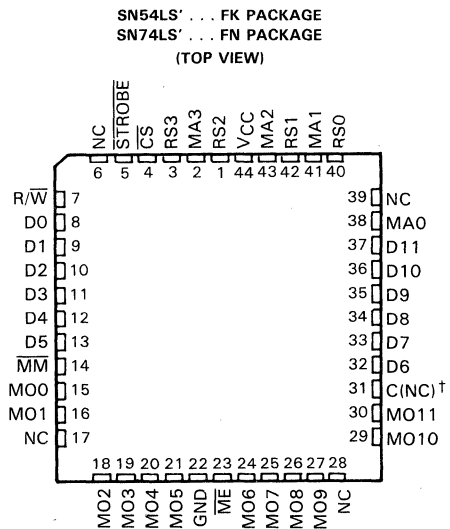 SN54LS' . . . FK PACKAGE
SN74LS' . . . FN PACKAGE
(TOP VIEW)
NC S̅T̅R̅O̅B̅E̅ C̅S̅ RS3 MA3 RS2 VCC MA2 RS1 MA1 RS0
6 5 4 3 2 1 44 43 42 41 40
R/W̅ 7 39 NC
D0 8 38 MA0
D1 9 37 D11
D2 10 36 D10
D3 11 35 D9
D4 12 34 D8
D5 13 33 D7
M̅M̅ 14 32 D6
MO0 15 31 C(NC)†
MO1 16 30 MO11
NC 17 29 MO10
18 19 20 21 22 23 24 25 26 27 28
MO2 MO3 MO4 MO5 GND M̅E̅ MO6 MO7 MO8 MO9 NC